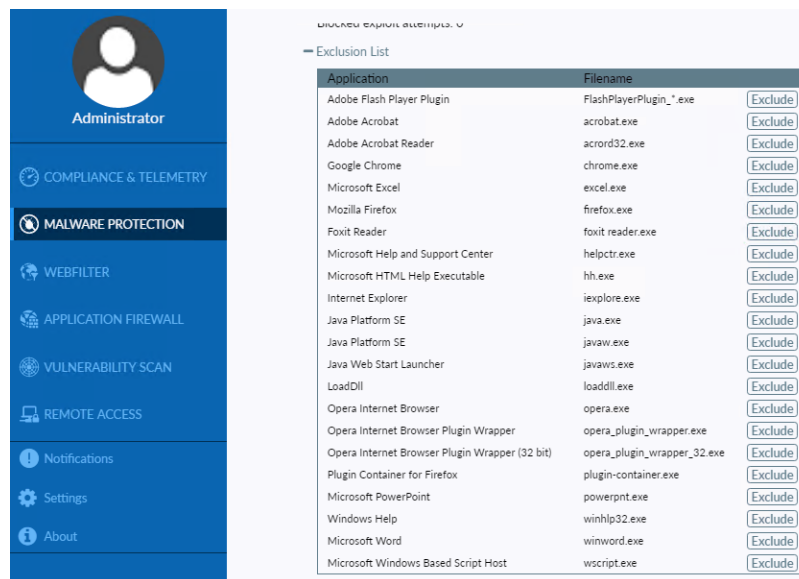 Administrator
COMPLIANCE & TELEMETRY
MALWARE PROTECTION
WEBFILTER
APPLICATION FIREWALL
VULNERABILITY SCAN
REMOTE ACCESS
Notifications
Settings
About
Blocked exploit attempts: 0
Exclusion List
Application Filename
Adobe Flash Player Plugin FlashPlayerPlugin_*.exe Exclude
Adobe Acrobat acrobat.exe Exclude
Adobe Acrobat Reader acrord32.exe Exclude
Google Chrome chrome.exe Exclude
Microsoft Excel excel.exe Exclude
Mozilla Firefox firefox.exe Exclude
Foxit Reader foxit reader.exe Exclude
Microsoft Help and Support Center helpctr.exe Exclude
Microsoft HTML Help Executable hh.exe Exclude
Internet Explorer iexplore.exe Exclude
Java Platform SE java.exe Exclude
Java Platform SE javaw.exe Exclude
Java Web Start Launcher javaws.exe Exclude
LoadDll loaddll.exe Exclude
Opera Internet Browser opera.exe Exclude
Opera Internet Browser Plugin Wrapper opera_plugin_wrapper.exe Exclude
Opera Internet Browser Plugin Wrapper (32 bit) opera_plugin_wrapper_32.exe Exclude
Plugin Container for Firefox plugin-container.exe Exclude
Microsoft PowerPoint powerpnt.exe Exclude
Windows Help winhlp32.exe Exclude
Microsoft Word winword.exe Exclude
Microsoft Windows Based Script Host wscript.exe Exclude